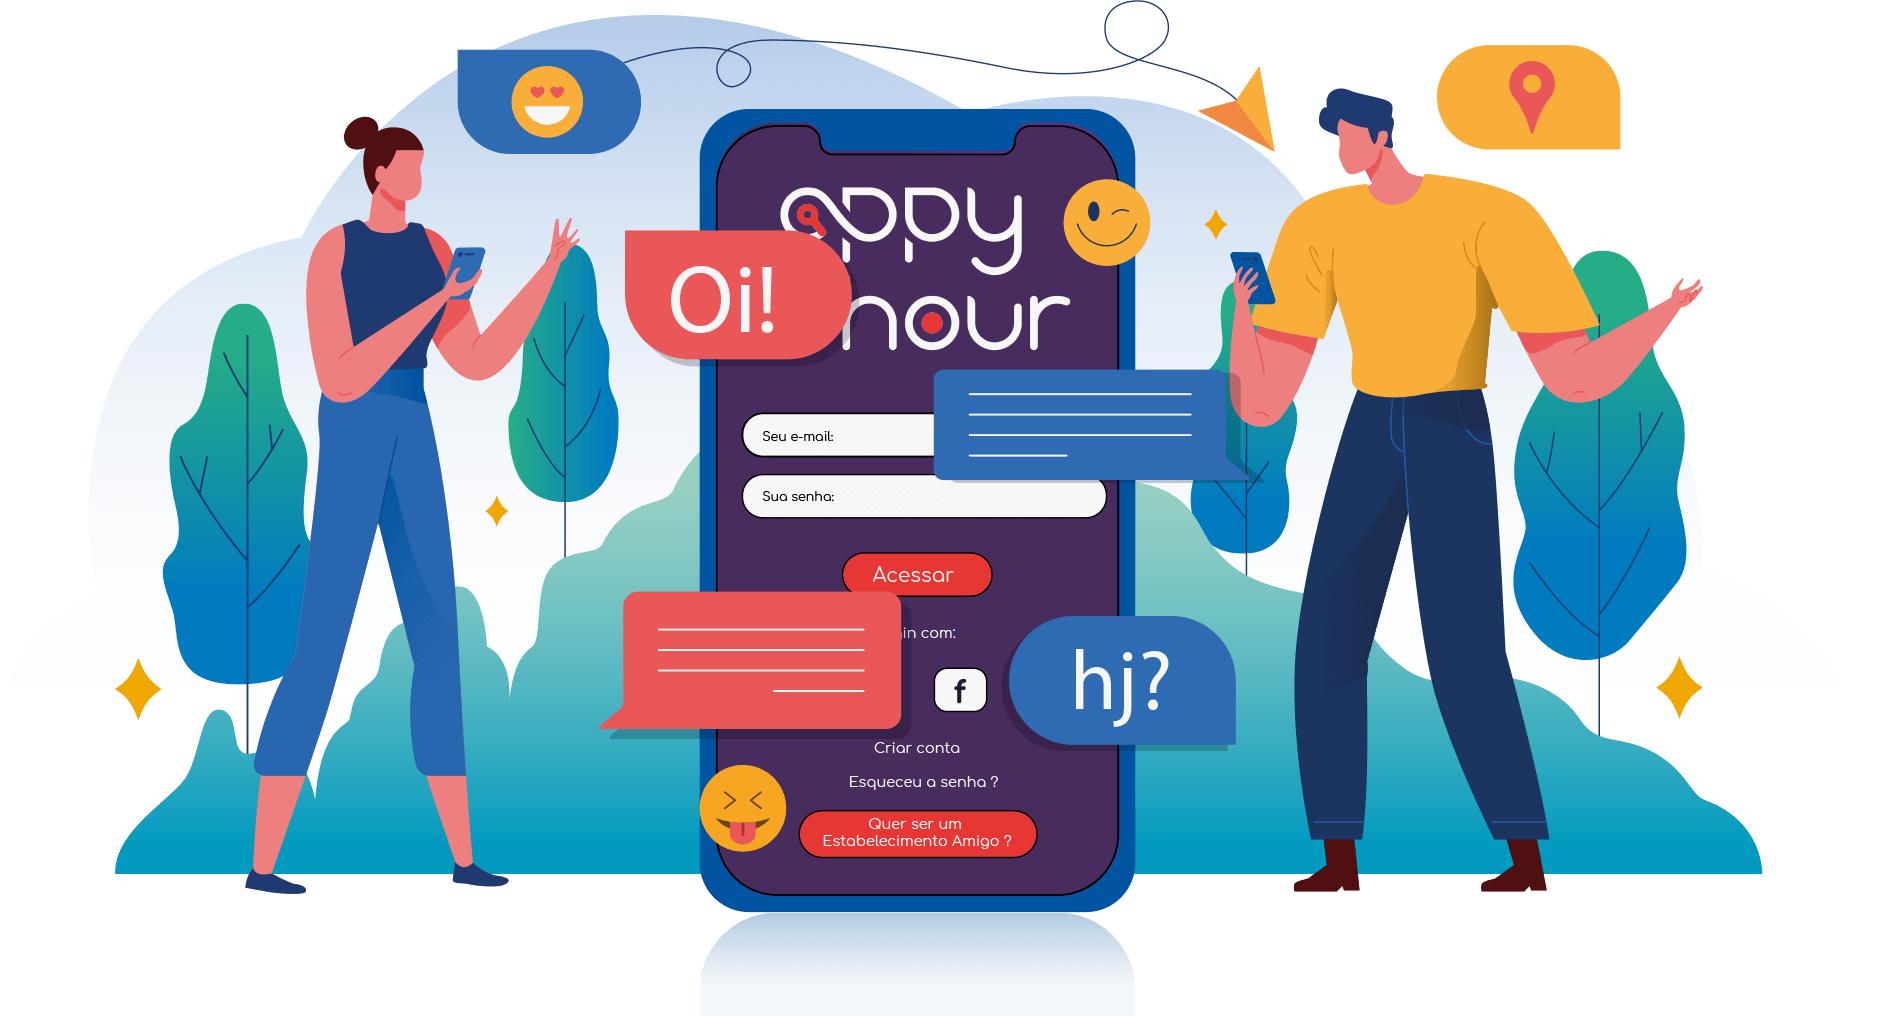 appy
hour
Oi!
Seu e-mail:
Sua senha:
Acessar
com:
f
hj?
Criar conta
Esqueceu a senha ?
Quer ser um
Estabelecimento Amigo ?